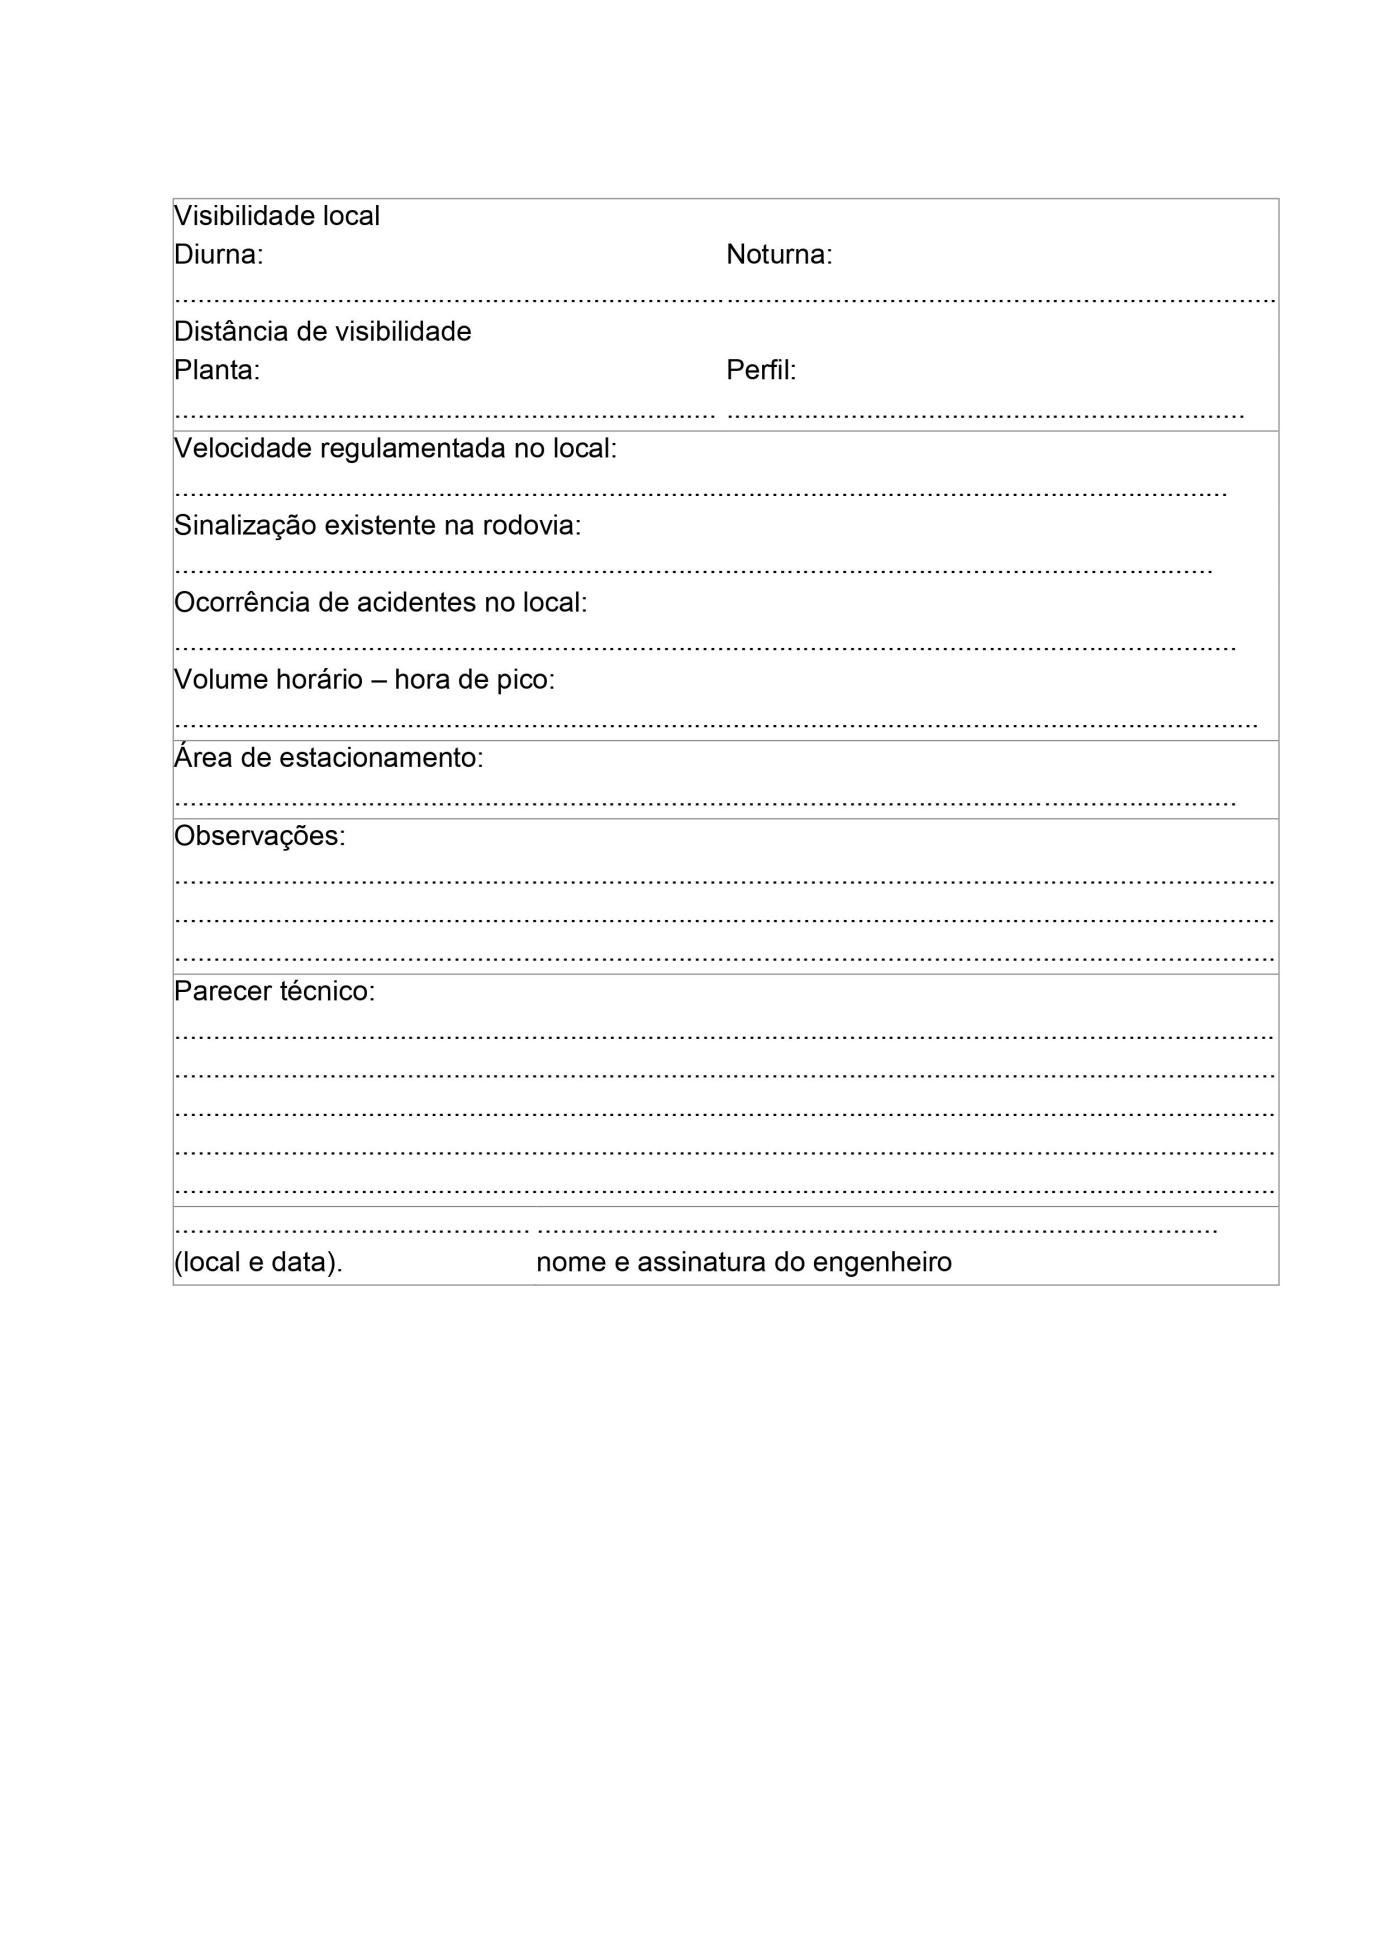 Visibilidade local
Diurna: Noturna:
..............................................................................................................................................
Distância de visibilidade
Planta: Perfil:
...................................................................... ...................................................................
Velocidade regulamentada no local:
........................................................................................................................................
Sinalização existente na rodovia:
......................................................................................................................................
Ocorrência de acidentes no local:
.........................................................................................................................................
Volume horário – hora de pico:
............................................................................................................................................
Área de estacionamento:
.........................................................................................................................................
Observações:
..............................................................................................................................................
..............................................................................................................................................
..............................................................................................................................................
Parecer técnico:
..............................................................................................................................................
..............................................................................................................................................
..............................................................................................................................................
..............................................................................................................................................
..............................................................................................................................................
.............................................. ........................................................................................
(local e data). nome e assinatura do engenheiro